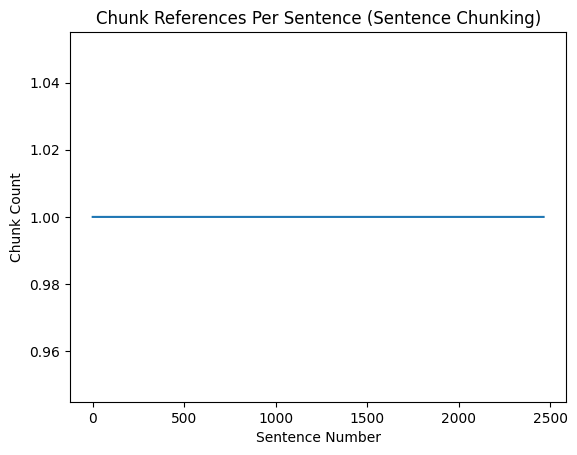 Chunk References Per Sentence (Sentence Chunking)
Chunk Count
1.04
1.02
1.00
0.98
0.96
0 500 1000 1500 2000 2500
Sentence Number